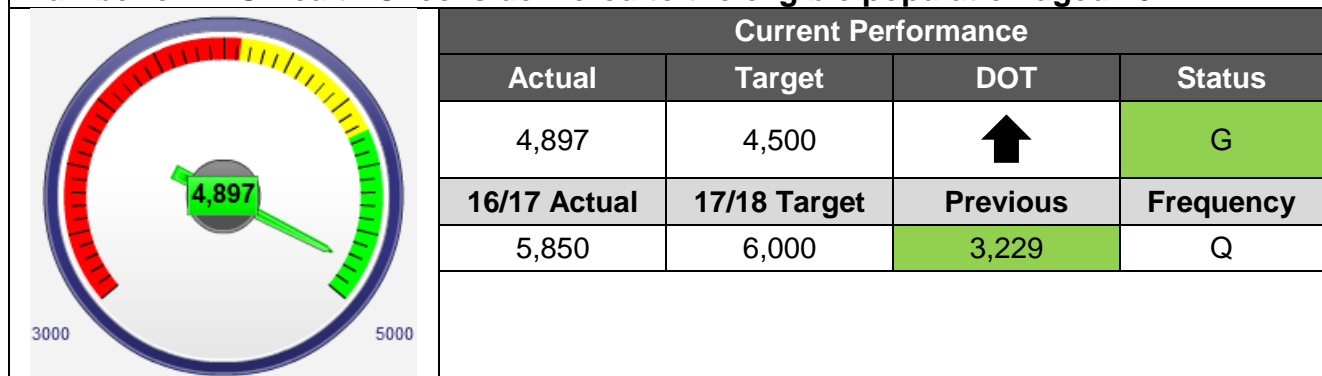 Current Performance
Actual Target DOT Status
4,897 4,500 G
16/17 Actual 17/18 Target Previous Frequency
5,850 6,000 3,229 Q
4,897
3000 5000